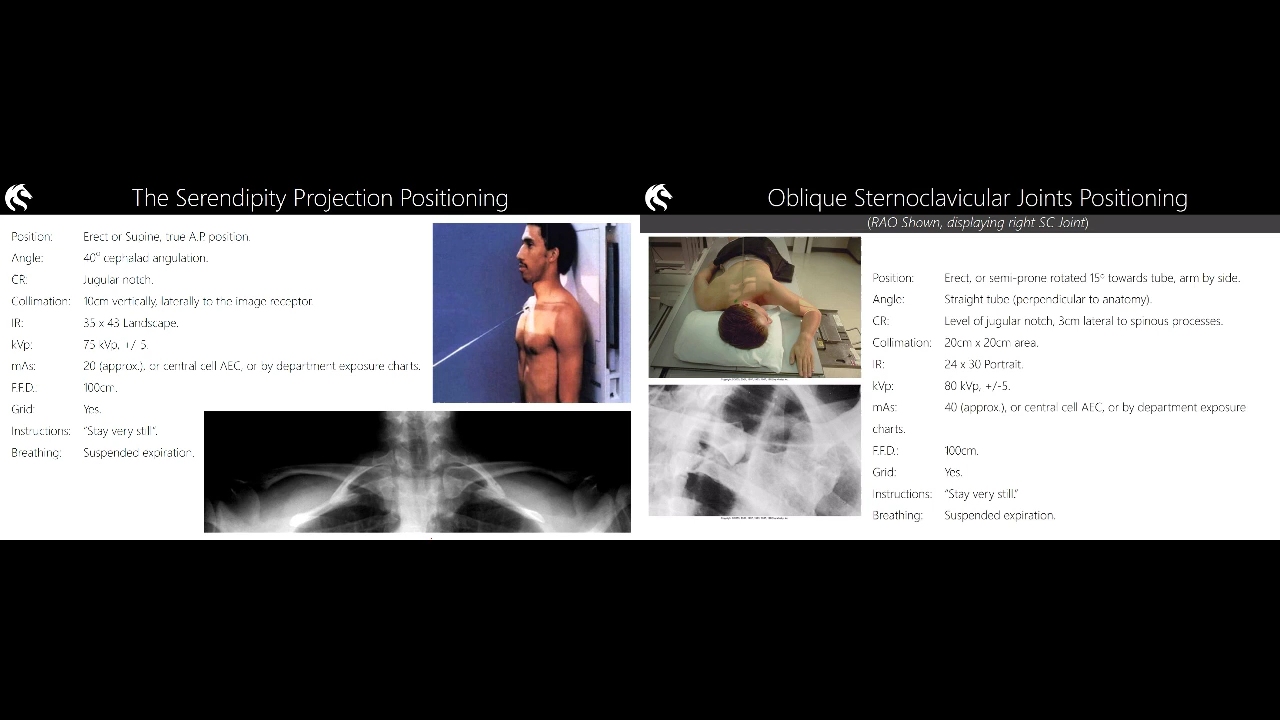 The Serendipity Projection Positioning
Position: Erect or Supine, true A.P position.
Angle: 40° cephalad angulation.
CR: Jugular notch.
Collimation: 10cm vertically, laterally to the image receptor.
IR: 35 x 43 Landscape.
kVp: 75 kVp, +/- 5.
mAs: 20 (approx), or central cell AEC, or by department exposure charts.
F.F.D.: 100cm
Grid: Yes.
Instructions: "Stay very still".
Breathing: Suspended expiration.
Oblique Sternoclavicular Joints Positioning
(RAO Shown, displaying right SC Joint)
Position: Erect, or semi-prone rotated 15° towards tube, arm by side.
Angle: Straight tube (perpendicular to anatomy).
CR: Level of jugular notch, 3cm lateral to spinous processes.
Collimation: 20cm x 20cm area.
IR: 24 x 30 Portrait.
kVp: 80 kVp, +/-5.
mAs: 40 (approx.), or central cell AEC, or by department exposure
charts.
F.F.D.: 100cm.
Grid: Yes.
Instructions: "Stay very still."
Breathing: Suspended expiration.